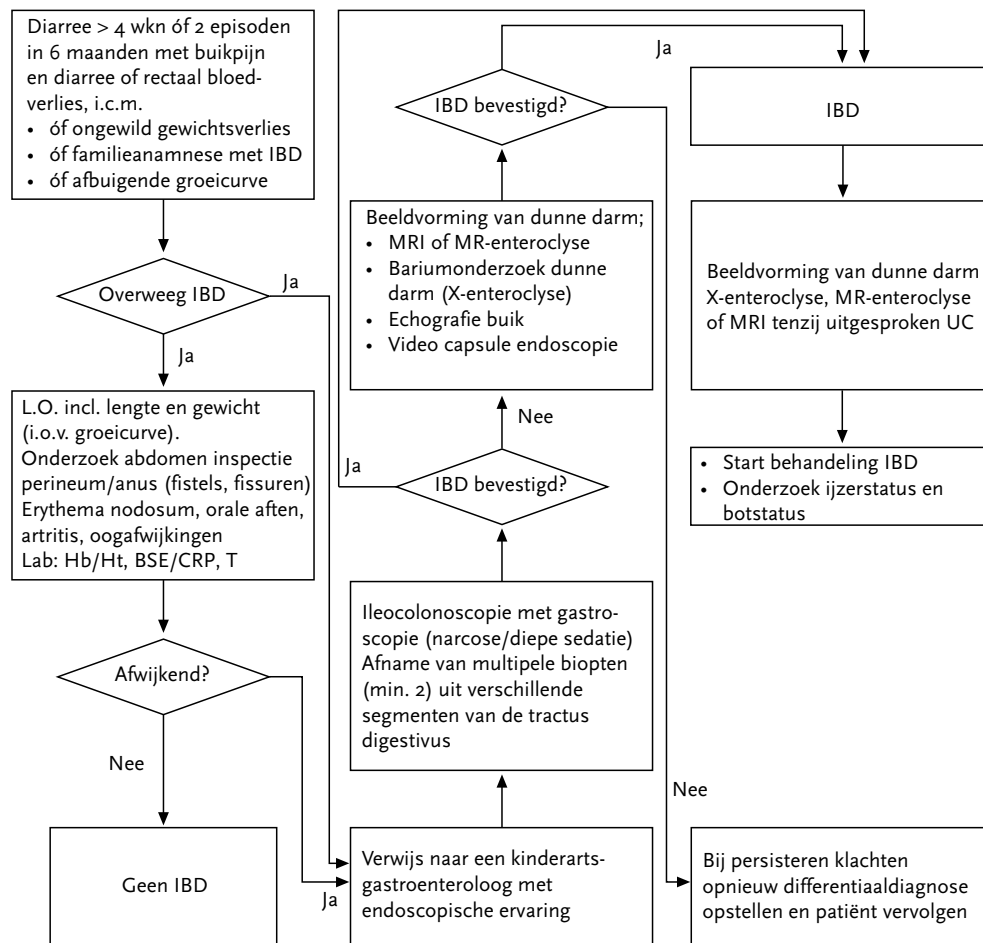 Diarree > 4 wkn óf 2 episoden
in 6 maanden met buikpijn
en diarree of rectaal bloed-
verlies, i.c.m.
• óf ongewild gewichtsverlies
• óf familieanamnese met IBD
• óf afbuigende groeicurve
Overweeg IBD
Ja
Ja
L.O. incl. lengte en gewicht
(i.o.v. groeicurve).
Onderzoek abdomen inspectie
perineum/anus (fistels, fissuren)
Erythema nodosum, orale aften,
artritis, oogafwijkingen
Lab: Hb/Ht, BSE/CRP, T
Afwijkend?
Nee
Ja
Geen IBD
Verwijs naar een kinderarts-
gastroenteroloog met
endoscopische ervaring
Ileocolonoscopie met gastro-
scopie (narcose/diepe sedatie)
Afname van multipele biopten
(min. 2) uit verschillende
segmenten van de tractus
digestivus
IBD bevestigd?
Ja
Nee
Beeldvorming van dunne darm;
• MRI of MR-enteroclyse
• Bariumonderzoek dunne
darm (X-enteroclyse)
• Echografie buik
• Video capsule endoscopie
IBD bevestigd?
Ja
Nee
IBD
Beeldvorming van dunne darm
X-enteroclyse, MR-enteroclyse
of MRI tenzij uitgesproken UC
• Start behandeling IBD
• Onderzoek ijzerstatus en
botstatus
Bij persisteren klachten
opnieuw differentiaaldiagnose
opstellen en patiënt vervolgen